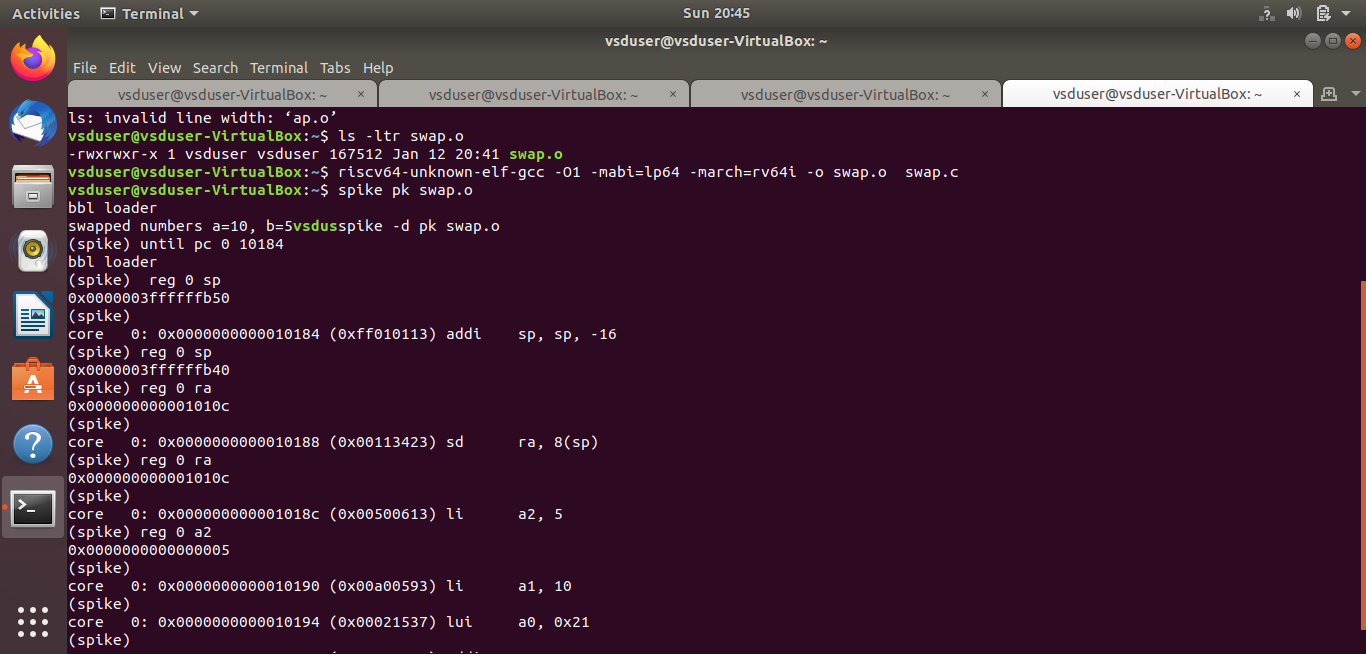 Activities Terminal Sun 20:45
vsduser@vsduser-VirtualBox: ~
File Edit View Search Terminal Tabs Help
vsduser@vsduser-VirtualBox: ~ × vsduser@vsduser-VirtualBox: ~ × vsduser@vsduser-VirtualBox: ~ × vsduser@vsduser-VirtualBox: ~ ×
ls: invalid line width: ‘ap.o’
vsduser@vsduser-VirtualBox:~$ ls -ltr swap.o
-rwxrwxr-x 1 vsduser vsduser 167512 Jan 12 20:41 swap.o
vsduser@vsduser-VirtualBox:~$ riscv64-unknown-elf-gcc -O1 -mabi=lp64 -march=rv64i -o swap.o  swap.c
vsduser@vsduser-VirtualBox:~$ spike pk swap.o
bbl loader
swapped numbers a=10, b=5vsdusspike -d pk swap.o
(spike) until pc 0 10184
bbl loader
(spike)  reg 0 sp
0x0000003ffffffb50
(spike)
core   0: 0x0000000000010184 (0xff010113) addi    sp, sp, -16
(spike) reg 0 sp
0x0000003ffffffb40
(spike) reg 0 ra
0x000000000001010c
(spike)
core   0: 0x0000000000010188 (0x00113423) sd      ra, 8(sp)
(spike) reg 0 ra
0x000000000001010c
(spike)
core   0: 0x000000000001018c (0x00500613) li      a2, 5
(spike) reg 0 a2
0x0000000000000005
(spike)
core   0: 0x0000000000010190 (0x00a00593) li      a1, 10
(spike)
core   0: 0x0000000000010194 (0x00021537) lui     a0, 0x21
(spike)